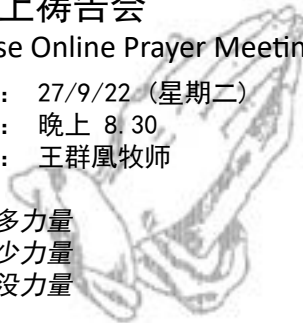 上祷告会
se Online Prayer Meetin
： 27/9/22 (星期二)
： 晚上 8.30
： 王群凰牧师
多力量
少力量
没力量